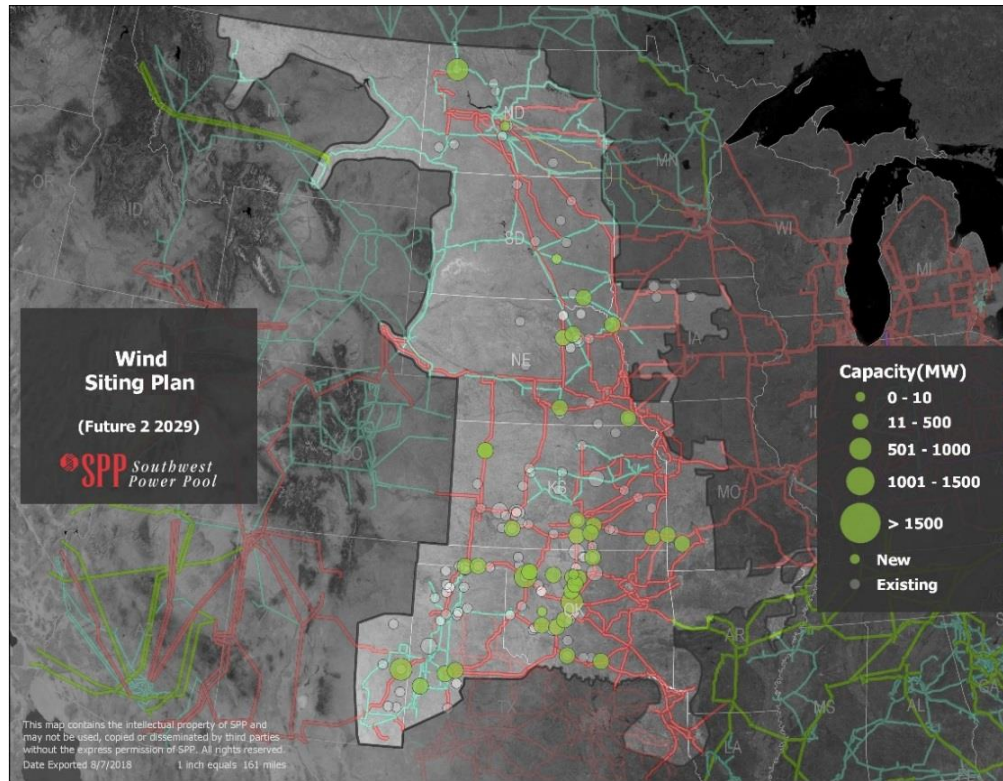 Wind
Siting Plan
(Future 2 2029)
SPP Southwest
Power Pool
Capacity(MW)
0 - 10
11 - 500
501 - 1000
1001 - 1500
> 1500
New
Existing
MT
ND
MN
OR
ID
SD
WI
MI
NE
IA
CO
KS
MO
OK
AR
MS
AL
LA
This map contains the intellectual property of SPP and
may not be used, copied or disseminated by third parties
without the express permission of SPP. All rights reserved.
Date Exported 8/7/2018 1 inch equals 161 miles